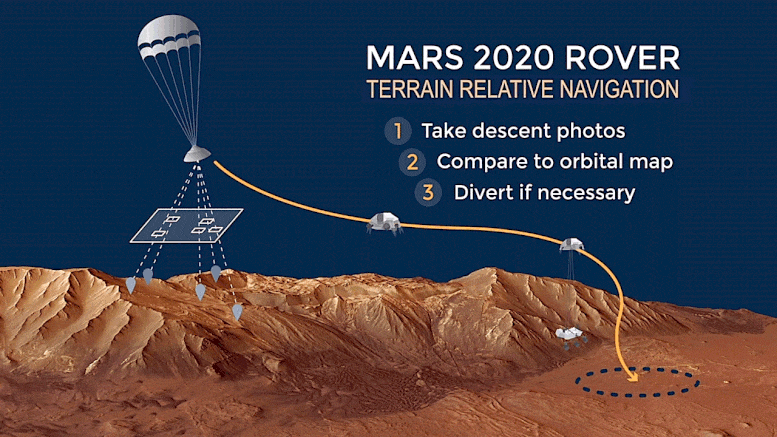 MARS 2020 ROVER
TERRAIN RELATIVE NAVIGATION
1 Take descent photos
2 Compare to orbital map
3 Divert if necessary